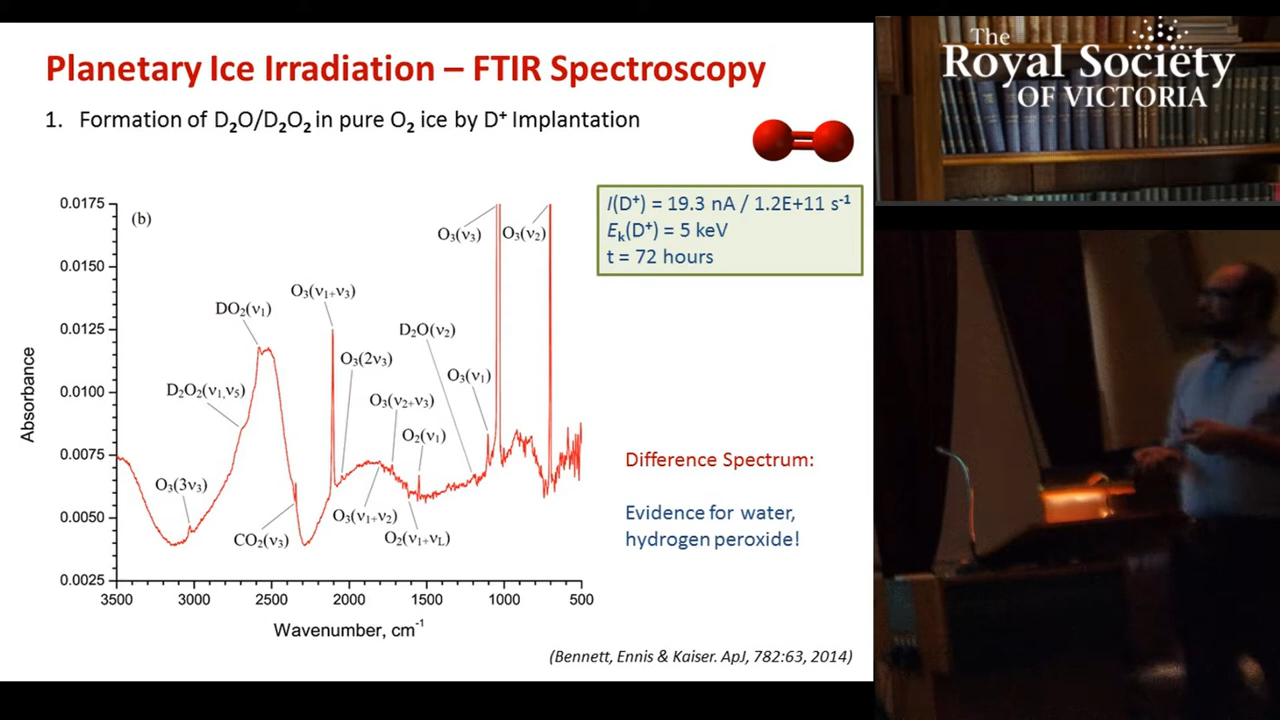 Planetary Ice Irradiation – FTIR Spectroscopy
1. Formation of D₂O/D₂O₂ in pure O₂ ice by D⁺ Implantation
The
Royal Society
OF VICTORIA
I(D⁺) = 19.3 nA / 1.2E+11 s⁻¹
Eₖ(D⁺) = 5 keV
t = 72 hours
(b)
O₃(ν₃)
O₃(ν₂)
O₃(ν₁₊ν₃)
DO₂(ν₁)
D₂O(ν₂)
O₃(2ν₃)
O₃(ν₁)
D₂O₂(ν₁,ν₅)
O₃(ν₂₊ν₃)
O₂(ν₁)
O₃(3ν₃)
O₃(ν₁₊ν₂)
CO₂(ν₃)
O₂(ν₁₊ν_L)
0.0175
0.0150
0.0125
0.0100
0.0075
0.0050
0.0025
Absorbance
3500 3000 2500 2000 1500 1000 500
Wavenumber, cm⁻¹
Difference Spectrum:
Evidence for water,
hydrogen peroxide!
(Bennett, Ennis & Kaiser. ApJ, 782:63, 2014)